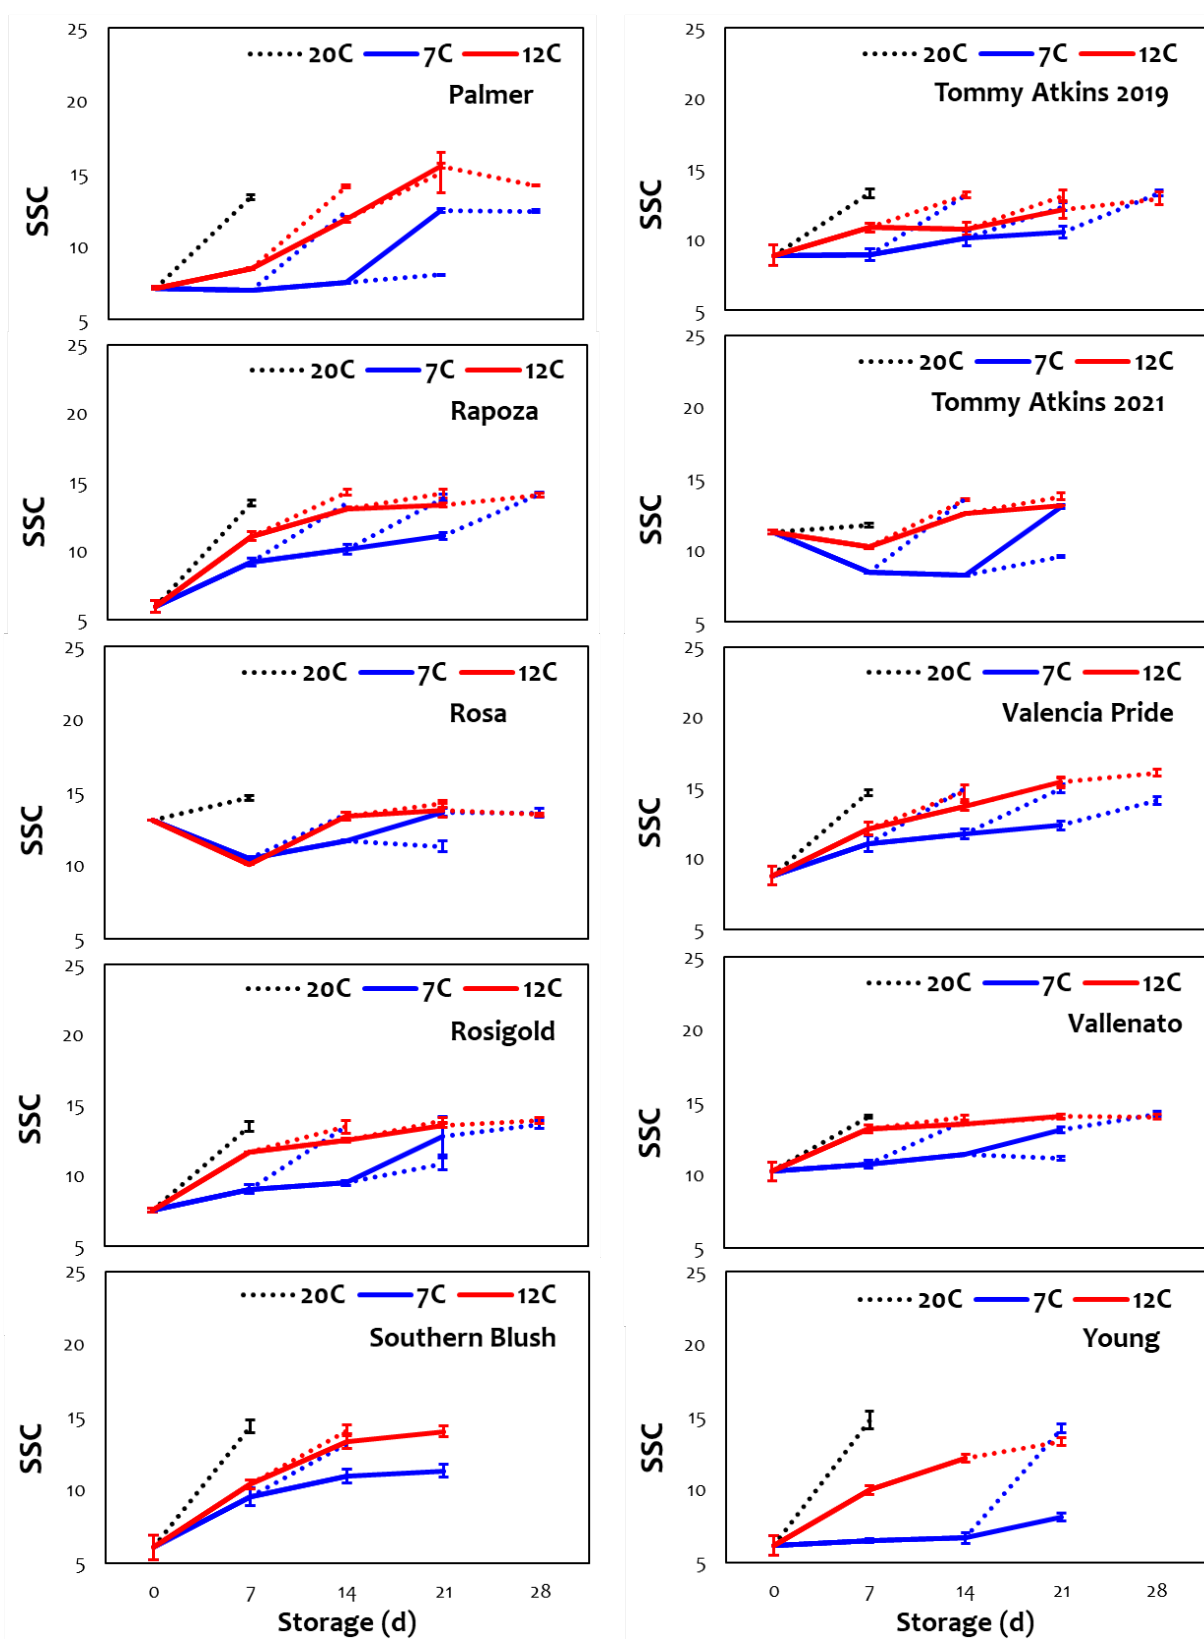 25
20C 7C 12C
Palmer
20
15
SSC
10
5
25
20C 7C 12C
Tommy Atkins 2019
20
15
SSC
10
5
25
20C 7C 12C
Rapoza
20
15
SSC
10
5
25
20C 7C 12C
Tommy Atkins 2021
20
15
SSC
10
5
25
20C 7C 12C
Rosa
20
15
SSC
10
5
25
20C 7C 12C
Valencia Pride
20
15
SSC
10
5
25
20C 7C 12C
Rosigold
20
15
SSC
10
5
25
20C 7C 12C
Vallenato
20
15
SSC
10
5
25
20C 7C 12C
Southern Blush
20
15
SSC
10
5
0 7 14 21 28
Storage (d)
25
20C 7C 12C
Young
20
15
SSC
10
5
0 7 14 21 28
Storage (d)